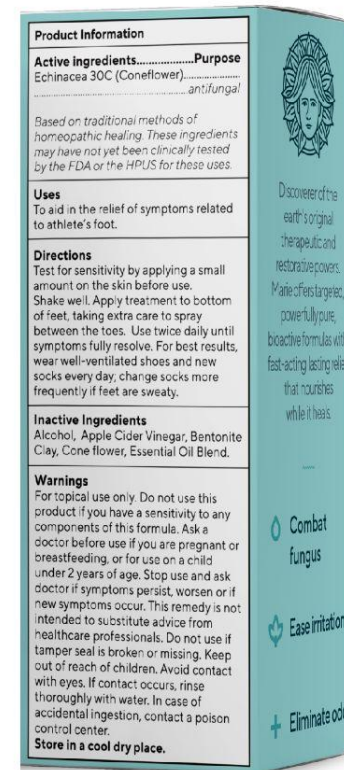 Product Information
Active ingredients...................Purpose
Echinacea 30C (Coneflower)....................
......................................................antifungal
Based on traditional methods of
homeopathic healing. These ingredients
may have not yet been clinically tested
by the FDA or the HPUS for these uses.
Uses
To aid in the relief of symptoms related
to athlete's foot.
Directions
Test for sensitivity by applying a small
amount on the skin before use.
Shake well. Apply treatment to bottom
of feet, taking extra care to spray
between the toes. Use twice daily until
symptoms fully resolve. For best results,
wear well-ventilated shoes and new
socks every day; change socks more
frequently if feet are sweaty.
Inactive Ingredients
Alcohol, Apple Cider Vinegar, Bentonite
Clay, Cone flower, Essential Oil Blend.
Warnings
For topical use only. Do not use this
product if you have a sensitivity to any
components of this formula. Ask a
doctor before use if you are pregnant or
breastfeeding, or for use on a child
under 2 years of age. Stop use and ask
doctor if symptoms persist, worsen or if
new symptoms occur. This remedy is not
intended to substitute advice from
healthcare professionals. Do not use if
tamper seal is broken or missing. Keep
out of reach of children. Avoid contact
with eyes. If contact occurs, rinse
thoroughly with water. In case of
accidental ingestion, contact a poison
control center.
Store in a cool dry place.
Discoverer of the
earth's original
therapeutic and
restorative powers.
Marie offers targeted,
powerfully pure,
bioactive formulas with
fast-acting lasting relie
that nourishes
while it heals.
Combat
fungus
Ease irritation
Eliminate odo